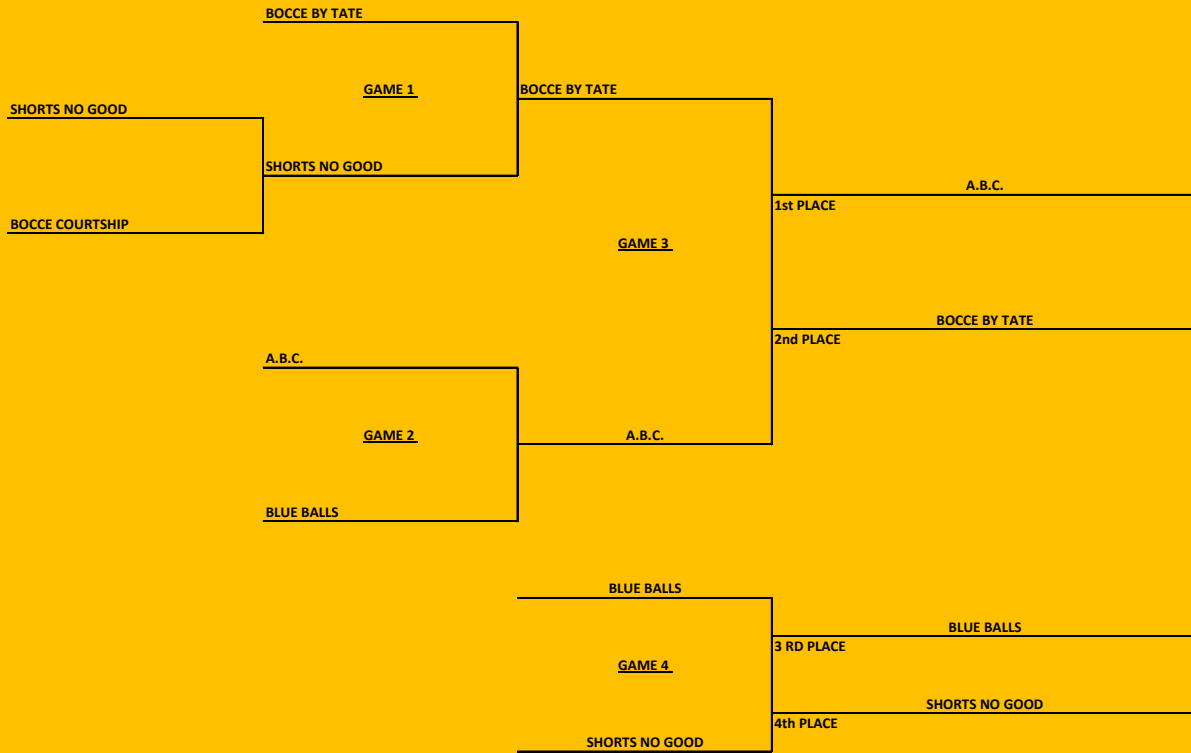 BOCCE BY TATE
GAME 1
BOCCE BY TATE
SHORTS NO GOOD
SHORTS NO GOOD
A.B.C.
1st PLACE
BOCCE COURTSHIP
GAME 3
BOCCE BY TATE
2nd PLACE
A.B.C.
GAME 2
A.B.C.
BLUE BALLS
BLUE BALLS
BLUE BALLS
3 RD PLACE
GAME 4
SHORTS NO GOOD
4th PLACE
SHORTS NO GOOD